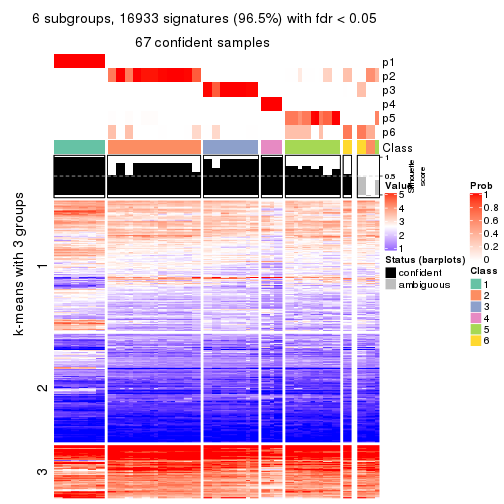 6 subgroups, 16933 signatures (96.5%) with fdr < 0.05
67 confident samples
p1
p2
p3
p4
p5
p6
Class
1
0.5
0
Silhouette
score
k-means with 3 groups
1
2
3
Value
5
4
3
2
1
Status (barplots)
confident
ambiguous
Prob
1
0.8
0.6
0.4
0.2
0
Class
1
2
3
4
5
6